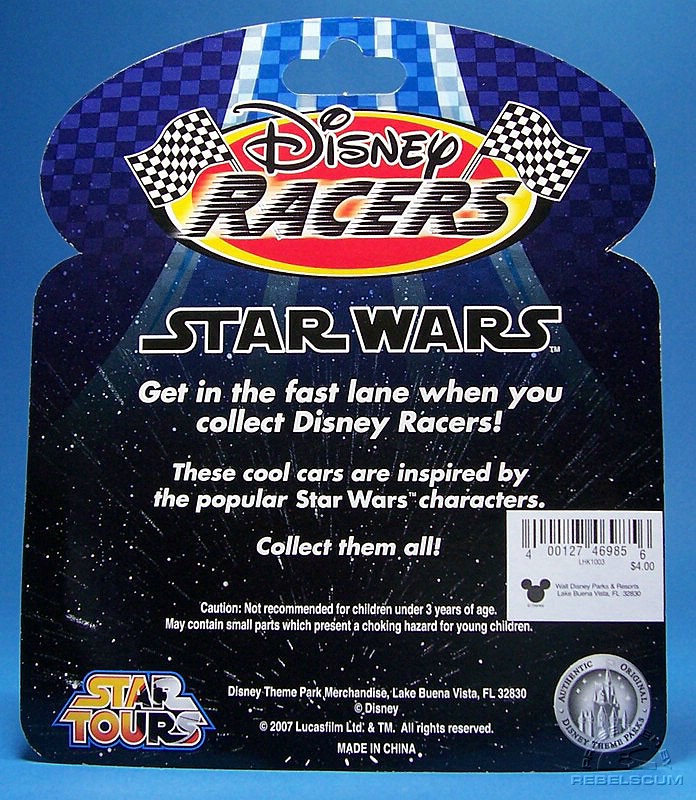 Disney
RACERS
STAR WARS™
Get in the fast lane when you
collect Disney Racers!
These cool cars are inspired by
the popular Star Wars™ characters.
Collect them all!
4 00127 46985 6
LHK1003
$4.00
Walt Disney Parks & Resorts
Lake Buena Vista, FL 32830
© DISNEY
Caution: Not recommended for children under 3 years of age.
May contain small parts which present a choking hazard for young children.
STAR
TOURS
Disney Theme Park Merchandise, Lake Buena Vista, FL 32830
© Disney
© 2007 Lucasfilm Ltd. & TM. All rights reserved.
MADE IN CHINA
AUTHENTIC ORIGINAL
DISNEY THEME PARKS
REBELSCUM